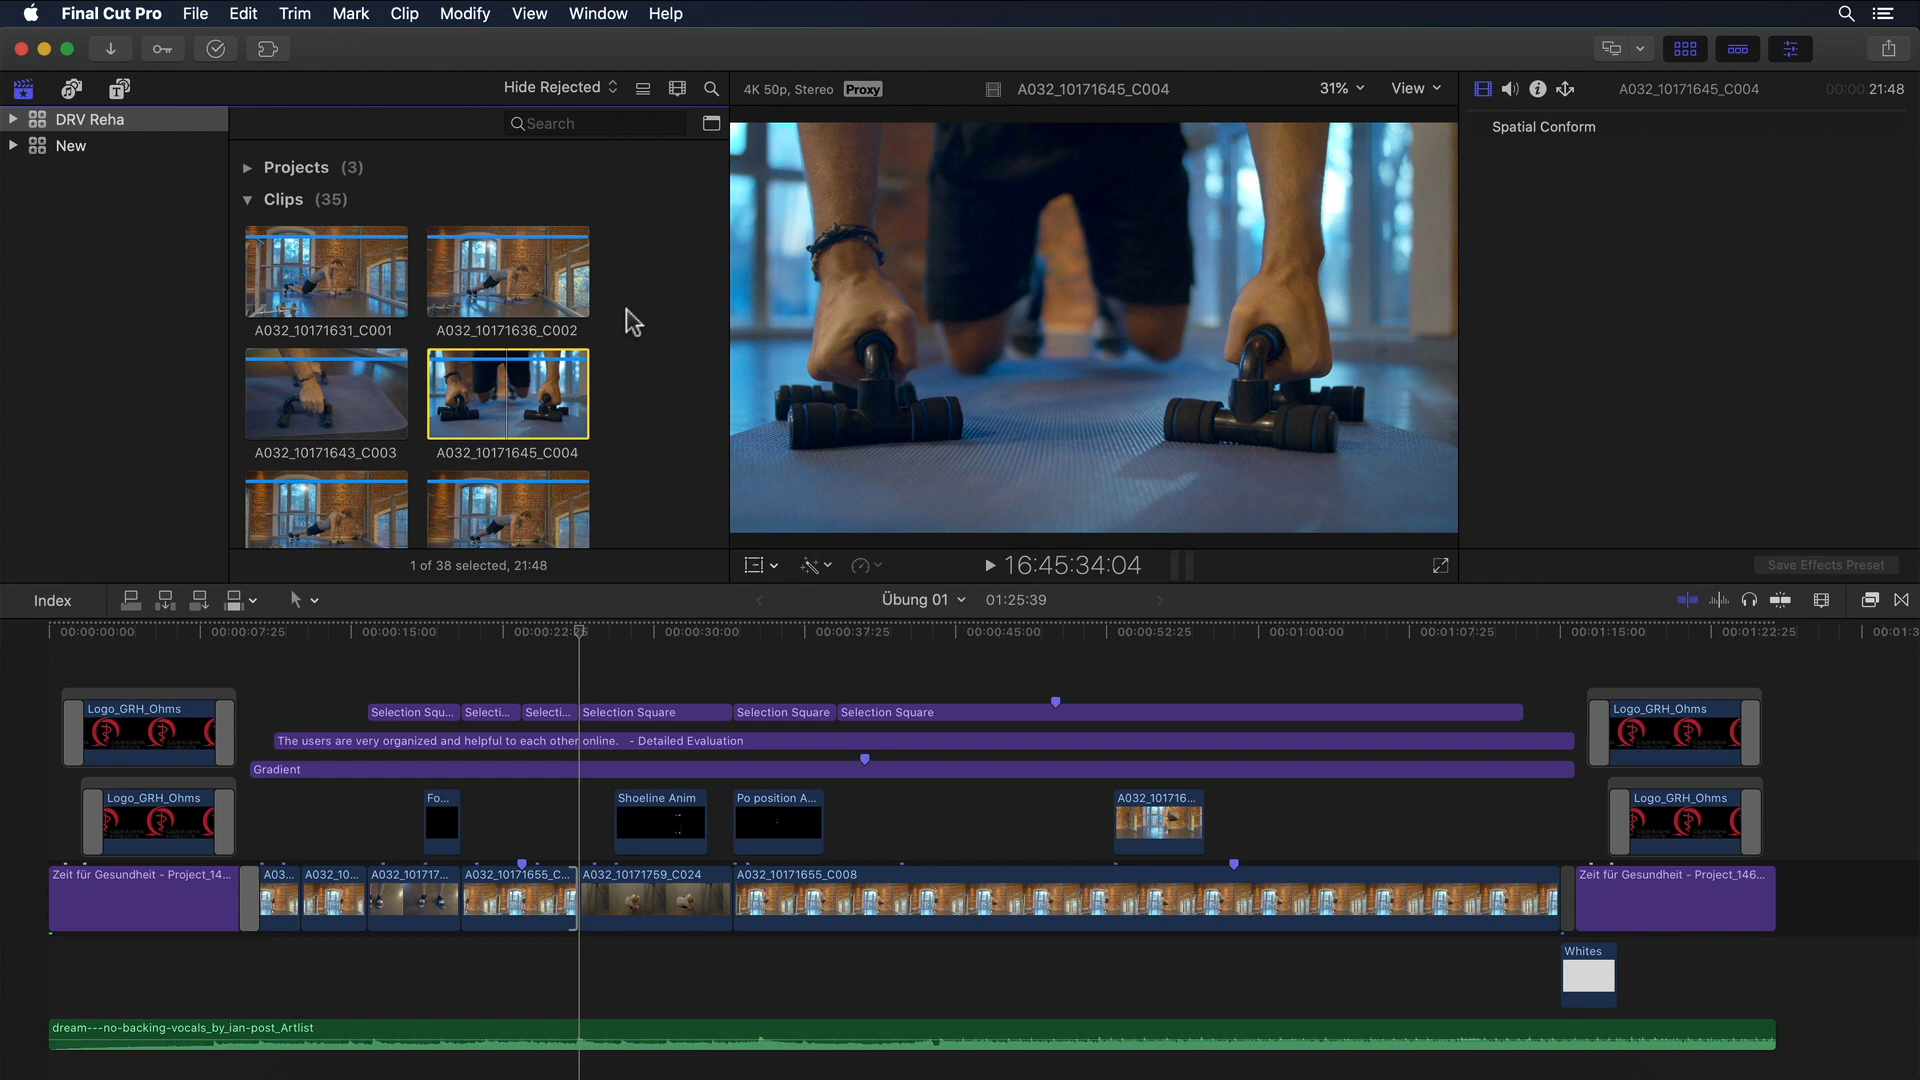 Final Cut Pro File Edit Trim Mark Clip Modify View Window Help
Hide Rejected
4K 50p, Stereo Proxy
A032_10171645_C004
31%
View
A032_10171645_C004
00:00:21:48
DRV Reha
New
Search
Spatial Conform
Projects (3)
Clips (35)
A032_10171631_C001
A032_10171636_C002
A032_10171643_C003
A032_10171645_C004
1 of 38 selected, 21:48
16:45:34:04
Save Effects Preset
Index
Übung 01
01:25:39
00:00:00:00
00:00:07:25
00:00:15:00
00:00:22:25
00:00:30:00
00:00:37:25
00:00:45:00
00:00:52:25
00:01:00:00
00:01:07:25
00:01:15:00
00:01:22:25
00:01:3
Logo_GRH_Ohms
Selection Squ...
Selecti...
Selecti...
Selection Square
Selection Square
Selection Square
Logo_GRH_Ohms
The users are very organized and helpful to each other online. - Detailed Evaluation
Gradient
Logo_GRH_Ohms
Fo...
Shoeline Anim
Po position A...
A032_101716...
Logo_GRH_Ohms
Zeit für Gesundheit - Project_14...
A03...
A032_10...
A032_101717...
A032_10171655_C...
A032_10171759_C024
A032_10171655_C008
Zeit für Gesundheit - Project_146...
Whites
dream---no-backing-vocals_by_ian-post_Artlist